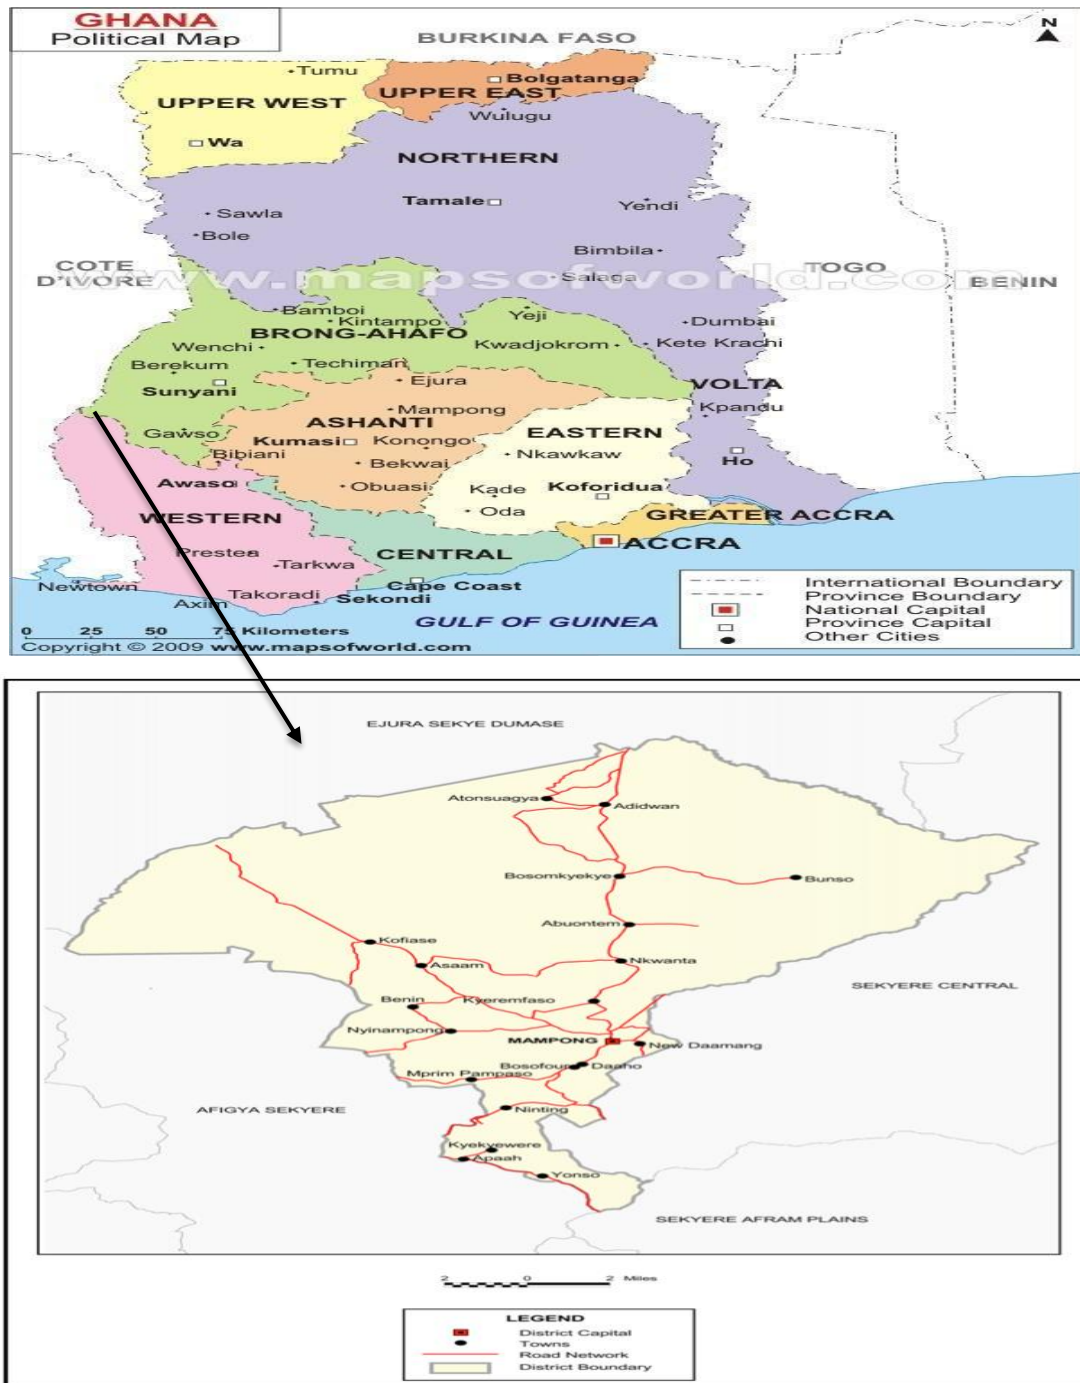 GHANA
Political Map
BURKINA FASO
N
Tumu
Bolgatanga
UPPER WEST
UPPER EAST
Wulugu
Wa
NORTHERN
Tamale
Yendi
Sawla
Bole
Bimbila
COTE
D'IVORE
www.mapsofworld.com
Salaga
TOGO
BENIN
Bamboi
Kintampo
Yeji
Dumbai
BRONG-AHAFO
Wenchi
Kwadjokrom
Kete Krachi
Berekum
Techiman
Ejura
Sunyani
VOLTA
Mampong
Kpandu
ASHANTI
EASTERN
Gawso
Kumasi
Konongo
Bibiani
Bekwai
Nkawkaw
Ho
Awaso
Obuasi
Kade
Koforidua
Oda
WESTERN
GREATER ACCRA
Prestea
CENTRAL
ACCRA
Tarkwa
Newtown
Cape Coast
Axim
Takoradi
Sekondi
GULF OF GUINEA
International Boundary
Province Boundary
National Capital
Province Capital
Other Cities
0 25 50 75 Kilometers
Copyright © 2009 www.mapsofworld.com
EJURA SEKYE DUMASE
Atonsuagya
Adidwan
Bosomkyekye
Bunso
Abuontem
Kofiase
Asaam
Nkwanta
SEKYERE CENTRAL
Benin
Kyeremfaso
Nyinampong
MAMPONG
New Daamang
Bosofour
Daaho
Mprim Pampaso
AFIGYA SEKYERE
Ninting
Kyekyewere
Apaah
Yonso
SEKYERE AFRAM PLAINS
2 0 2 Miles
LEGEND
District Capital
Towns
Road Network
District Boundary